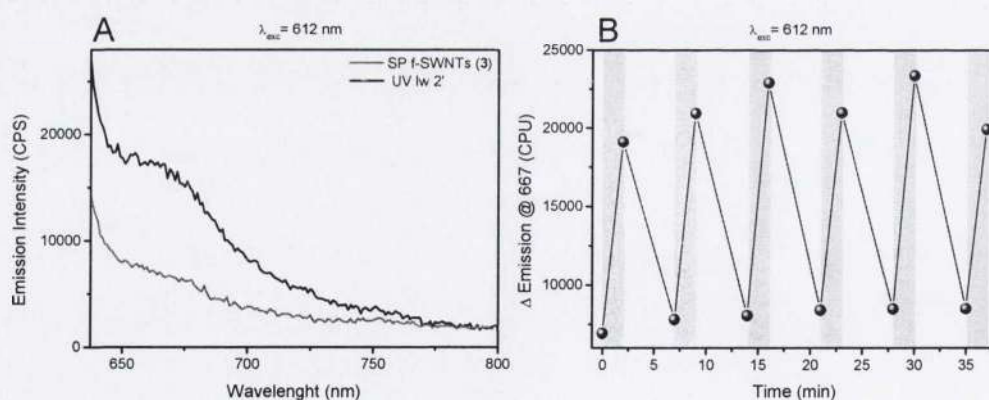 A
λexc= 612 nm
SP f-SWNTs (3)
UV lw 2'
Emission Intensity (CPS)
20000
10000
0
650
700
750
800
Wavelenght (nm)
B
λexc= 612 nm
Δ Emission @ 667 (CPU)
25000
20000
15000
10000
0
5
10
15
20
25
30
35
Time (min)